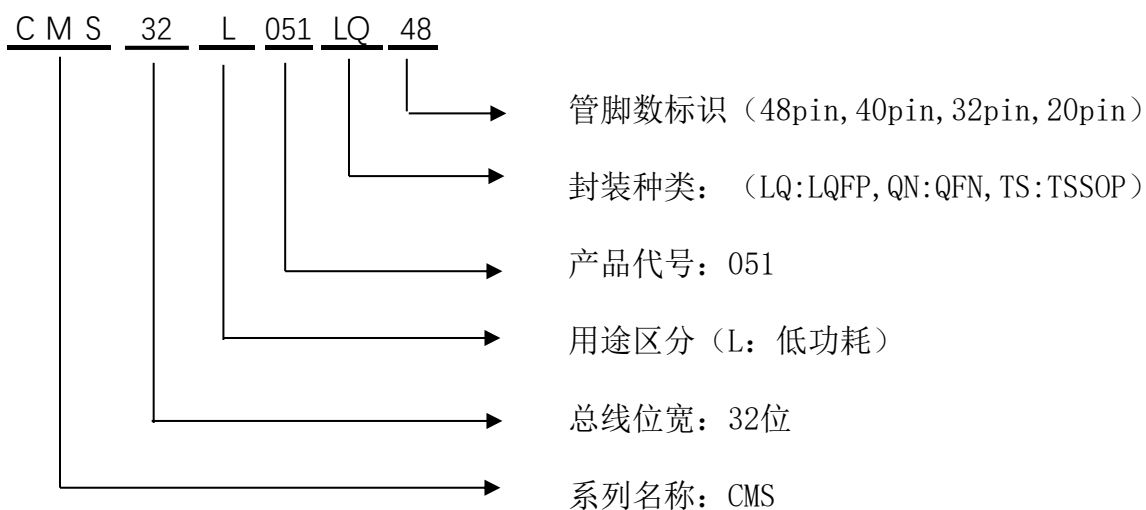 CMS 32 L 051 LQ 48
管脚数标识（48pin,40pin,32pin,20pin）
封装种类：（LQ:LQFP,QN:QFN,TS:TSSOP）
产品代号：051
用途区分（L：低功耗）
总线位宽：32位
系列名称：CMS